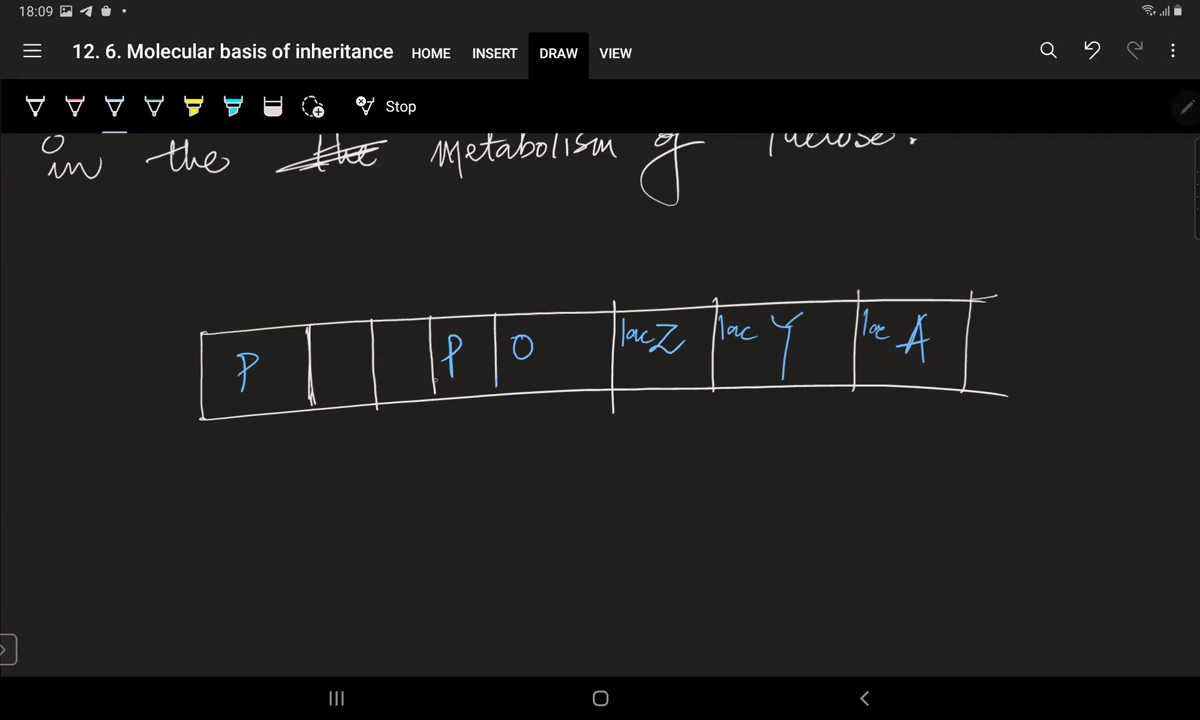 18:09
12. 6. Molecular basis of inheritance HOME INSERT DRAW VIEW
Stop
in the the metabolism of
P P O lac Z lac Y lac A